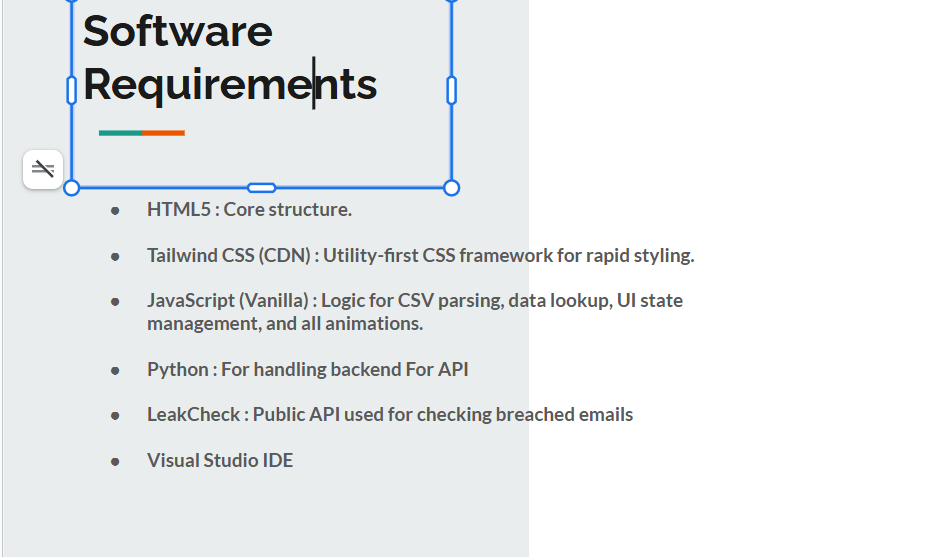 Software
Requirements
● HTML5 : Core structure.
● Tailwind CSS (CDN) : Utility-first CSS framework for rapid styling.
● JavaScript (Vanilla) : Logic for CSV parsing, data lookup, UI state
management, and all animations.
● Python : For handling backend For API
● LeakCheck : Public API used for checking breached emails
● Visual Studio IDE